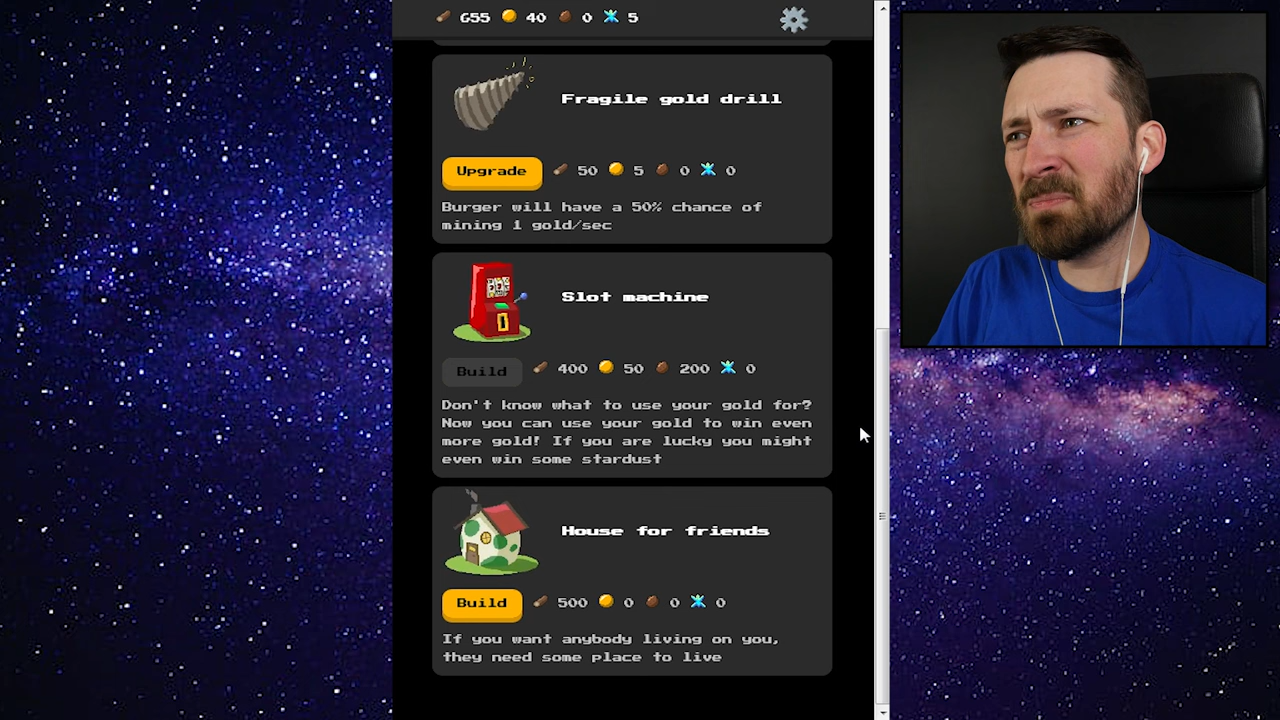 655 40 0 5
Fragile gold drill
Upgrade 50 5 0 0
Burger will have a 50% chance of
mining 1 gold/sec
Slot machine
Build 400 50 200 0
Don't know what to use your gold for?
Now you can use your gold to win even
more gold! If you are lucky you might
even win some stardust
House for friends
Build 500 0 0 0
If you want anybody living on you,
they need some place to live